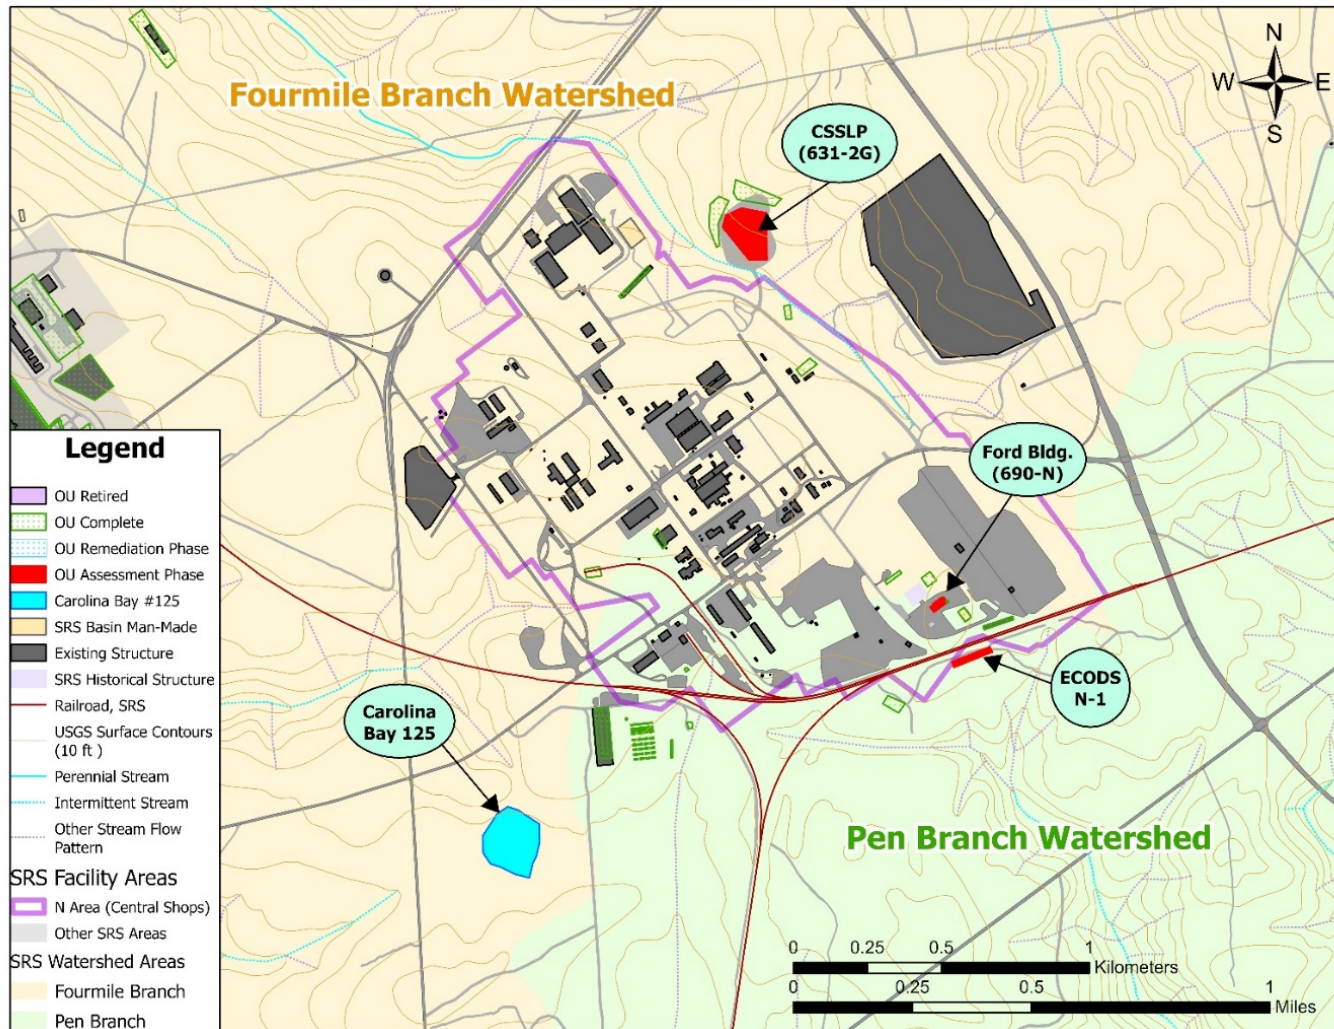 N
W E
S
Fourmile Branch Watershed
CSSLP
(631-2G)
Ford Bldg.
(690-N)
ECODS
N-1
Carolina
Bay 125
Pen Branch Watershed
Legend
OU Retired
OU Complete
OU Remediation Phase
OU Assessment Phase
Carolina Bay #125
SRS Basin Man-Made
Existing Structure
SRS Historical Structure
Railroad, SRS
USGS Surface Contours
(10 ft )
Perennial Stream
Intermittent Stream
Other Stream Flow
Pattern
SRS Facility Areas
N Area (Central Shops)
Other SRS Areas
SRS Watershed Areas
Fourmile Branch
Pen Branch
0 0.25 0.5 1
Kilometers
0 0.25 0.5 1
Miles